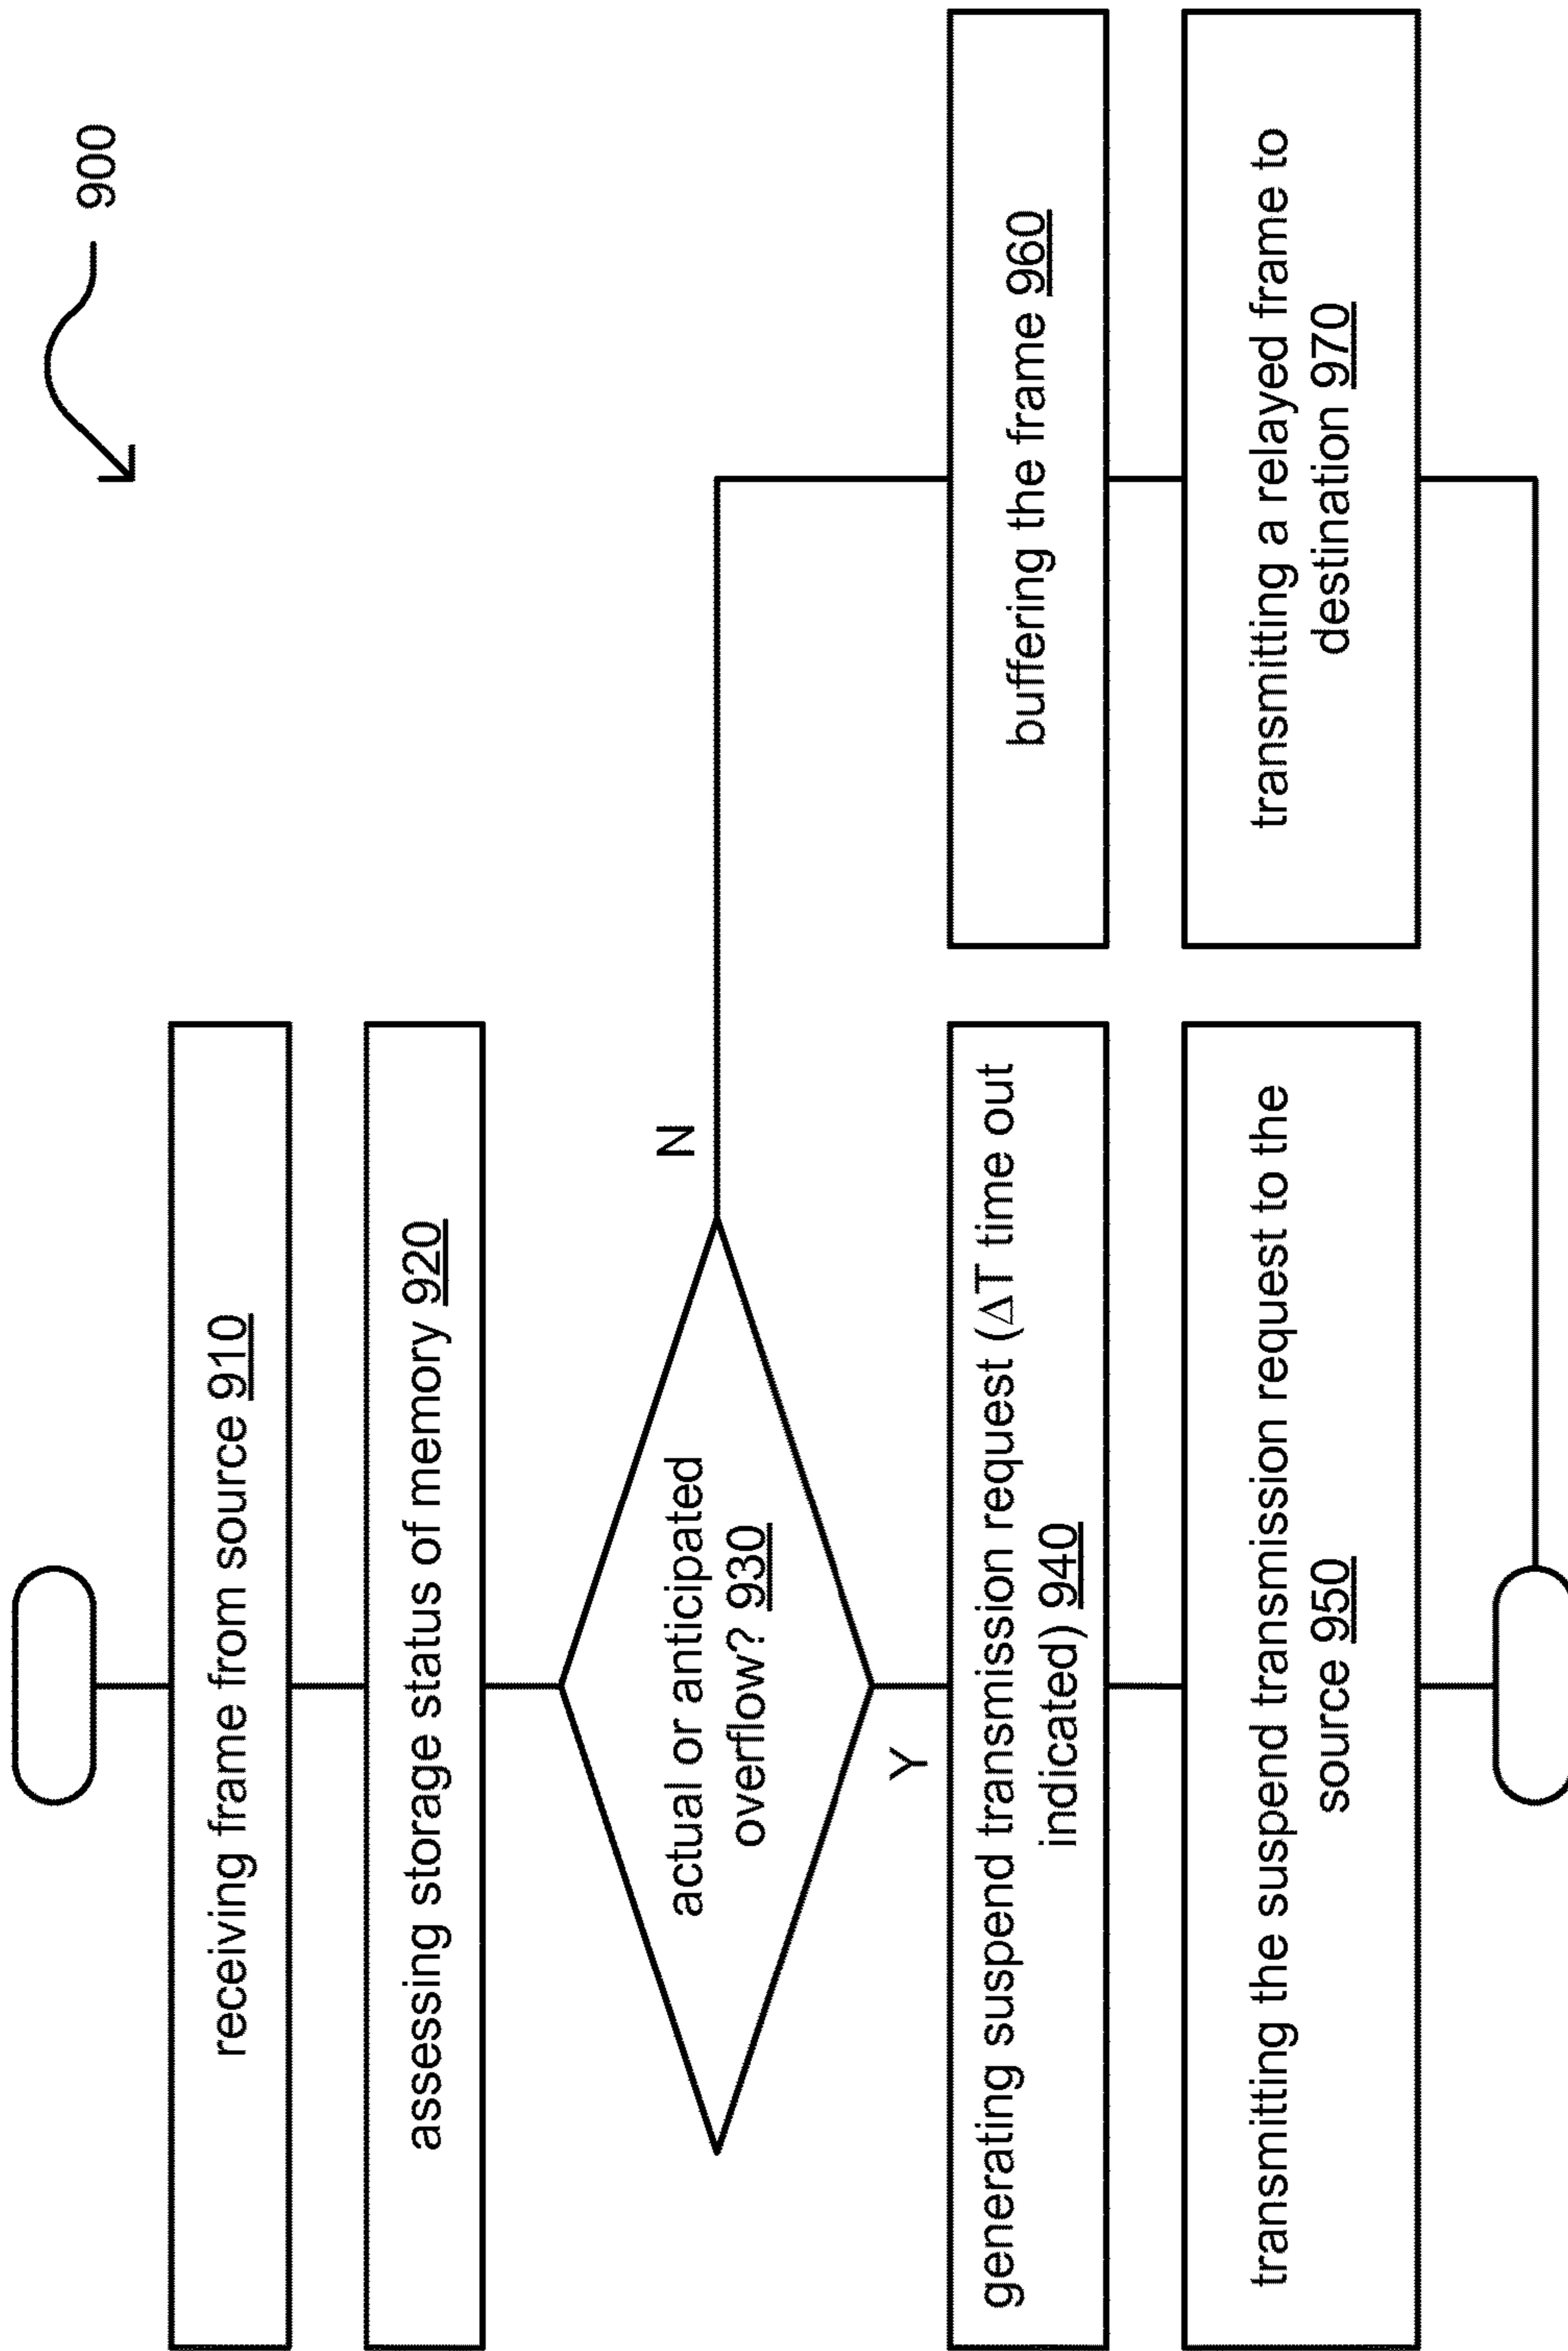 900
receiving frame from source 910
assessing storage status of memory 920
actual or anticipated
overflow? 930
N
Y
generating suspend transmission request (ΔT time out
indicated) 940
buffering the frame 960
transmitting the suspend transmission request to the
source 950
transmitting a relayed frame to
destination 970